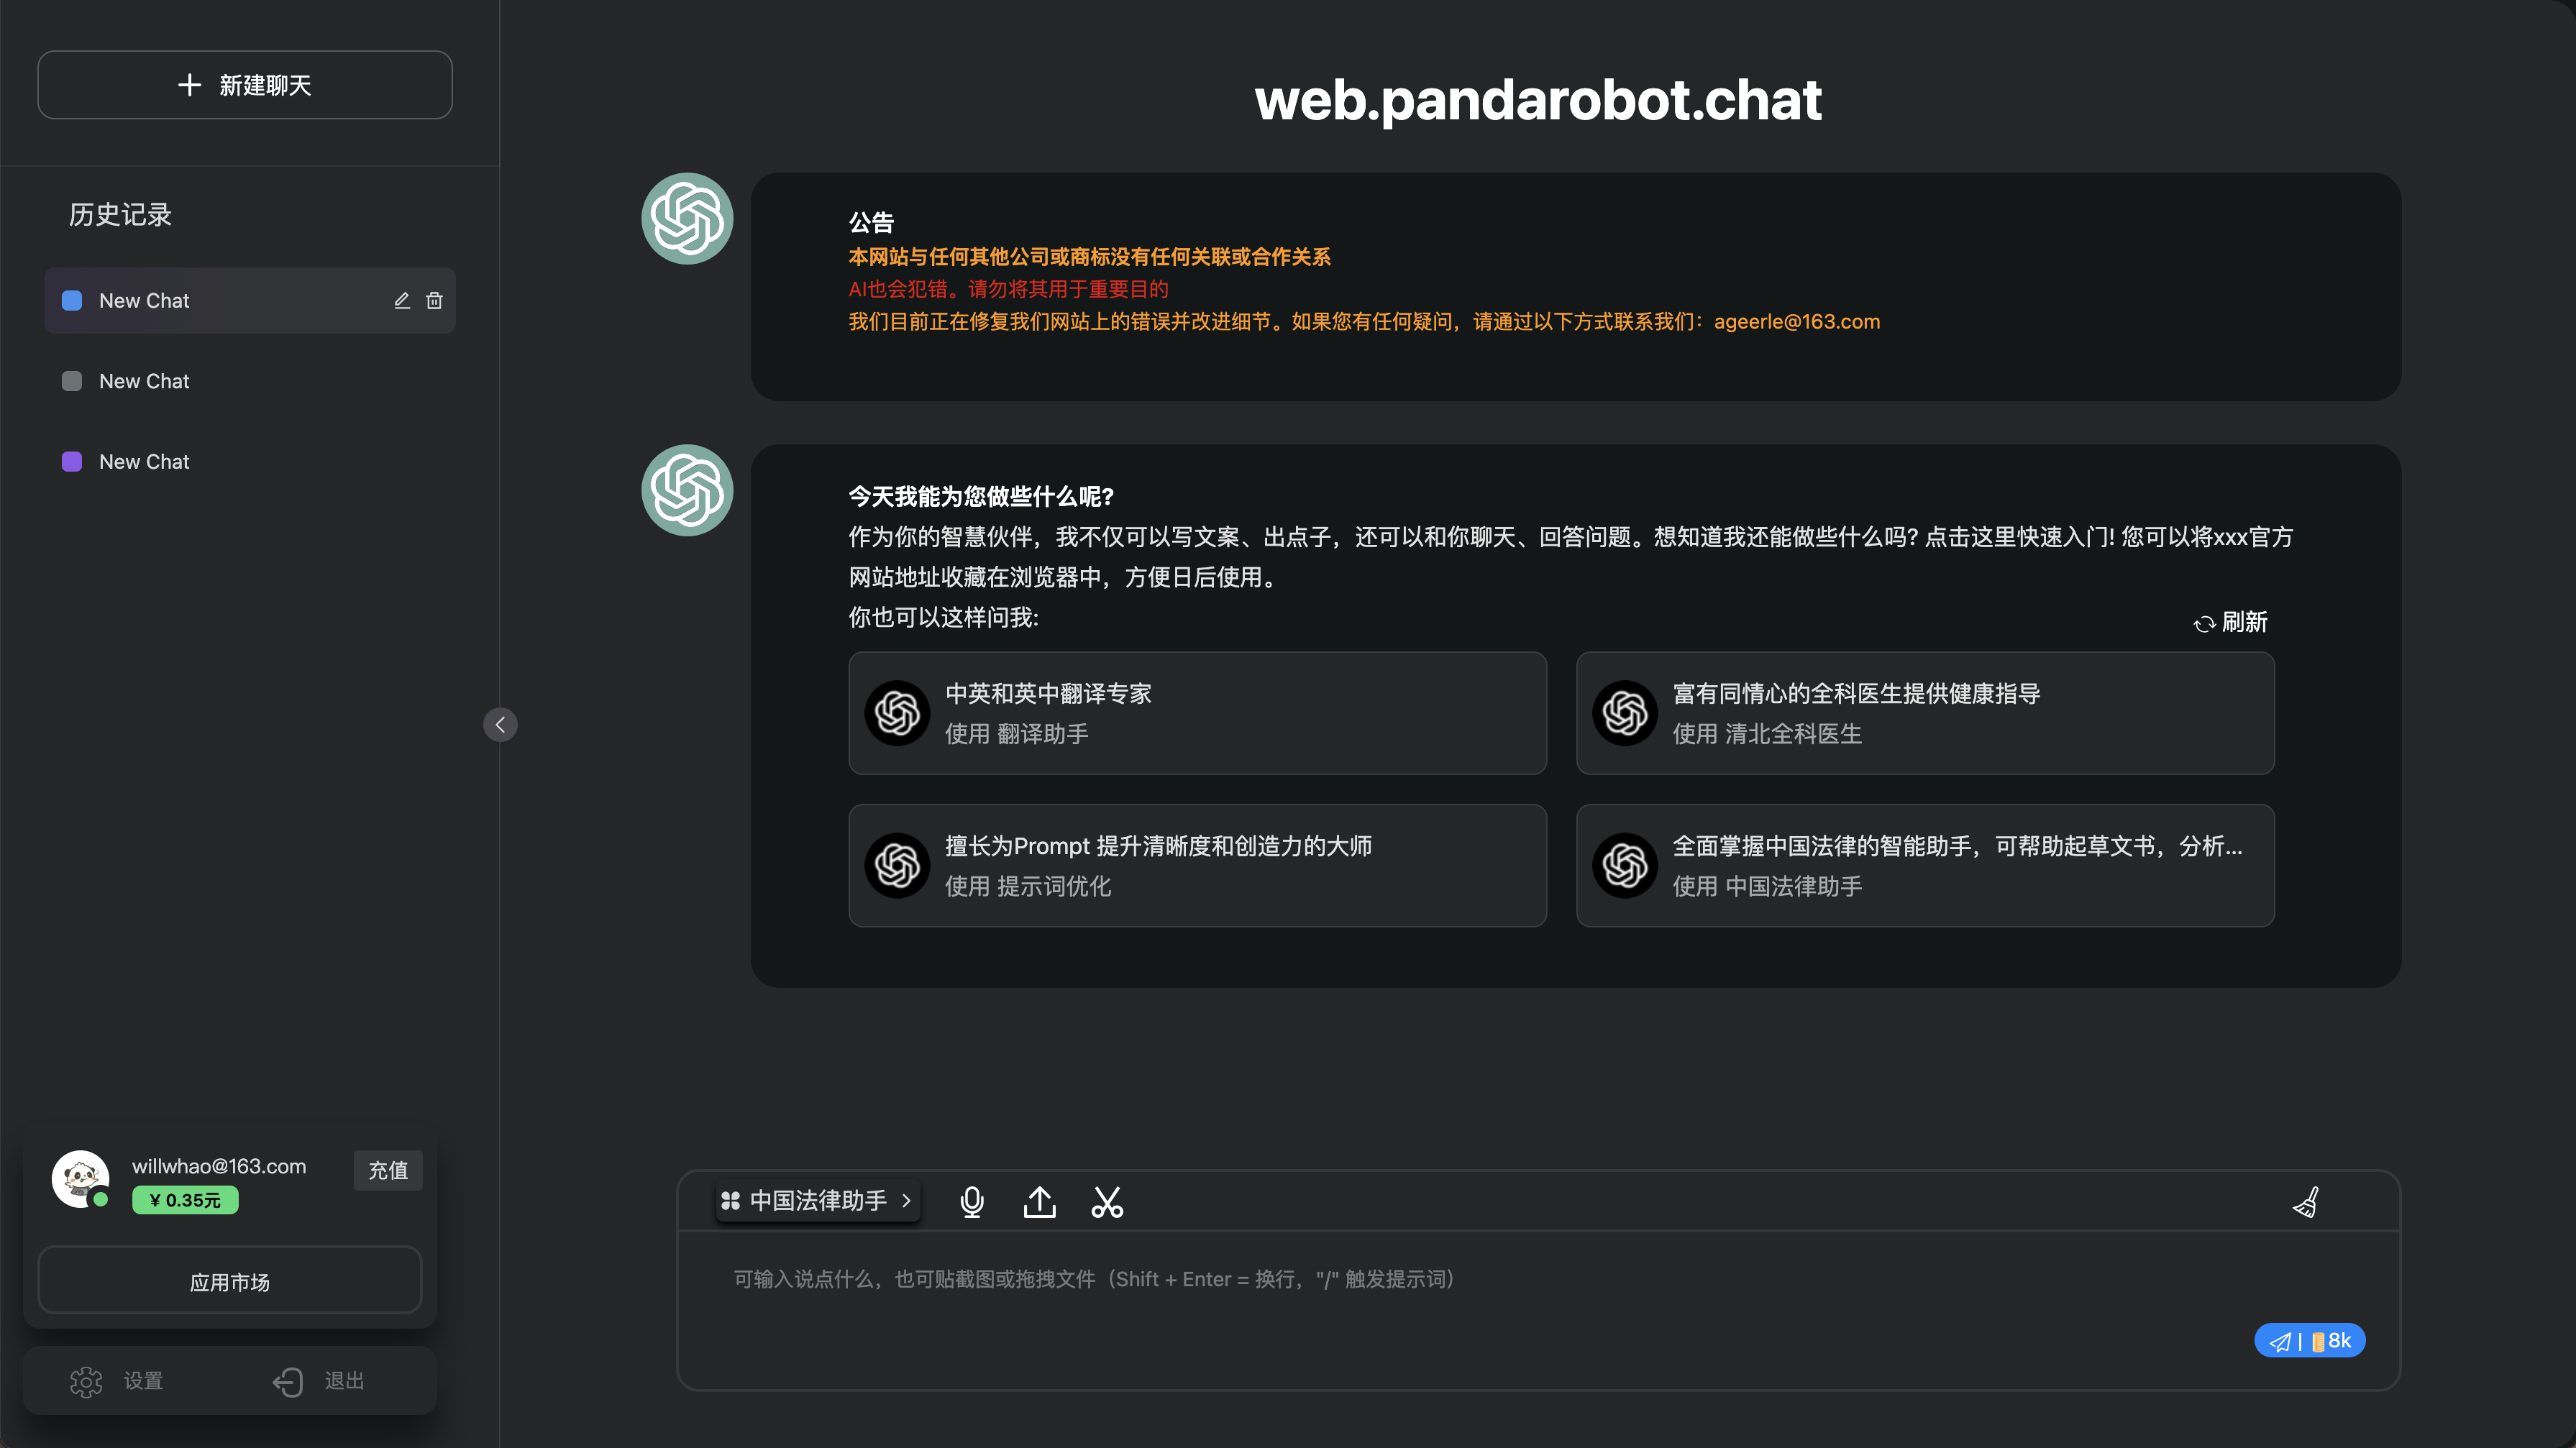 新建聊天
历史记录
New Chat
New Chat
New Chat
willwhao@163.com
充值
¥ 0.35元
应用市场
设置
退出
web.pandarobot.chat
公告
本网站与任何其他公司或商标没有任何关联或合作关系
AI也会犯错。请勿将其用于重要目的
我们目前正在修复我们网站上的错误并改进细节。如果您有任何疑问，请通过以下方式联系我们：ageerle@163.com
今天我能为您做些什么呢?
作为你的智慧伙伴，我不仅可以写文案、出点子，还可以和你聊天、回答问题。想知道我还能做些什么吗? 点击这里快速入门! 您可以将xxx官方
网站地址收藏在浏览器中，方便日后使用。
你也可以这样问我:
刷新
中英和英中翻译专家
使用 翻译助手
富有同情心的全科医生提供健康指导
使用 清北全科医生
擅长为Prompt 提升清晰度和创造力的大师
使用 提示词优化
全面掌握中国法律的智能助手，可帮助起草文书，分析...
使用 中国法律助手
中国法律助手
可输入说点什么，也可贴截图或拖拽文件（Shift + Enter = 换行，"/" 触发提示词）
| 8k